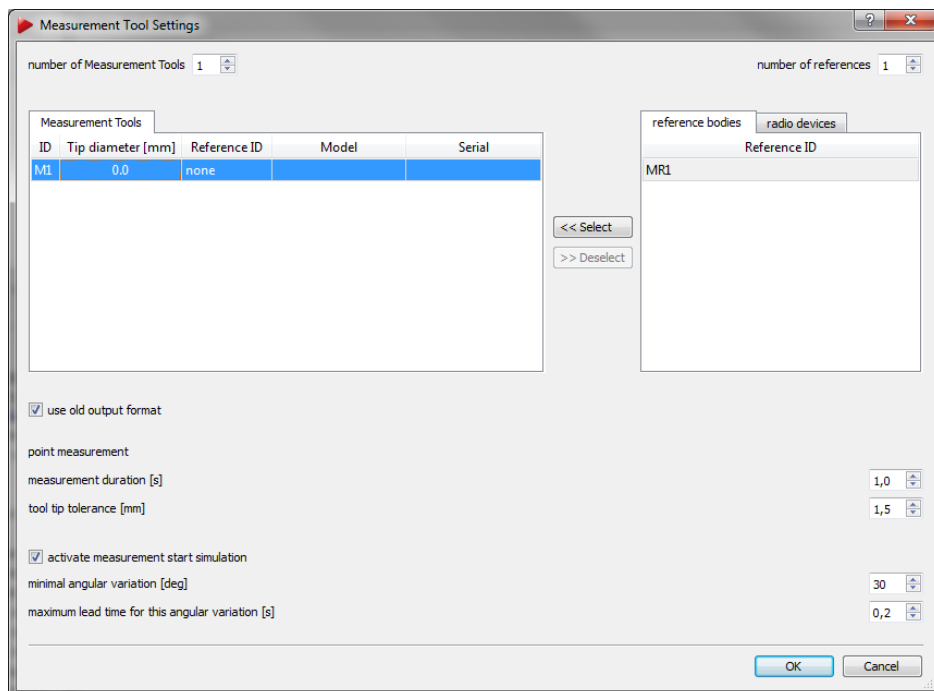 Measurement Tool Settings
?
X
number of Measurement Tools 1
number of references 1
Measurement Tools
reference bodies radio devices
ID Tip diameter [mm] Reference ID Model Serial
Reference ID
M1 0.0 none
MR1
<< Select
>> Deselect
use old output format
point measurement
measurement duration [s] 1,0
tool tip tolerance [mm] 1,5
activate measurement start simulation
minimal angular variation [deg] 30
maximum lead time for this angular variation [s] 0,2
OK Cancel